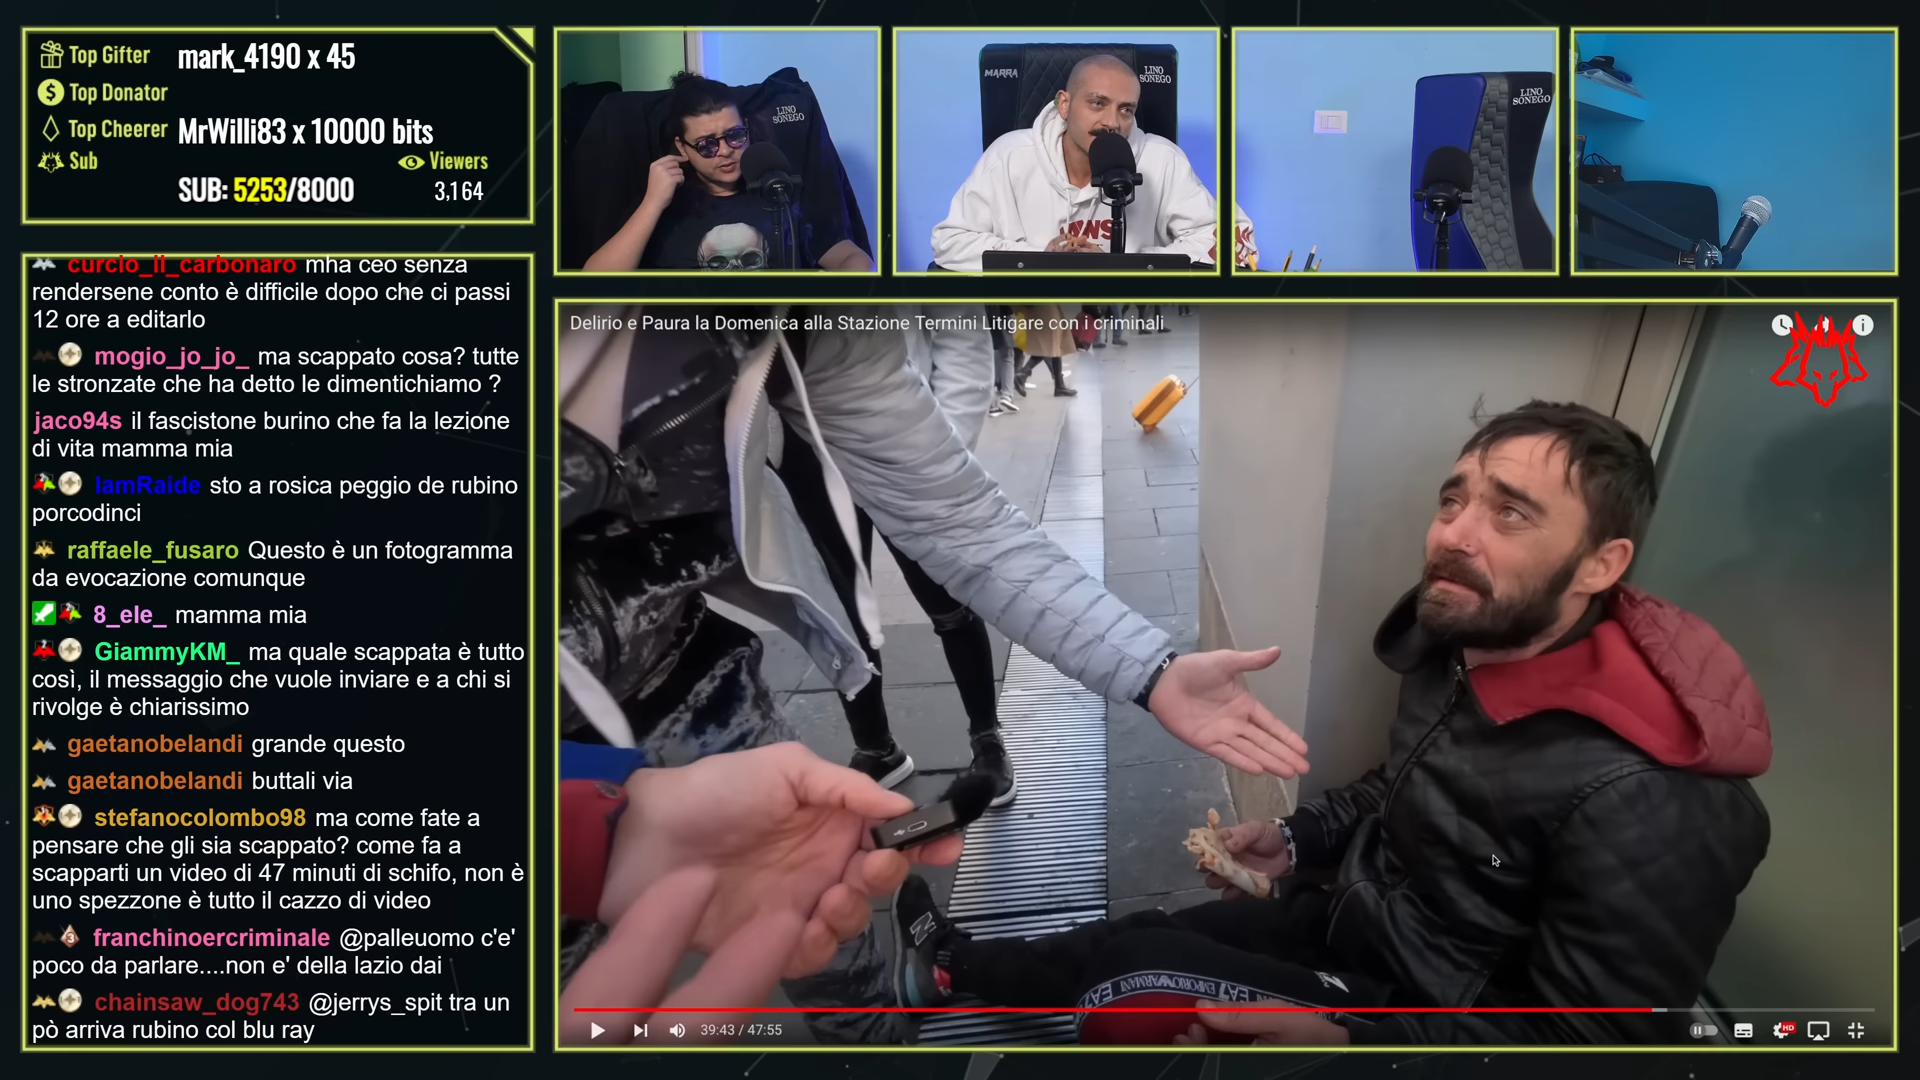 Top Gifter mark_4190 x 45
Top Donator
Top Cheerer MrWilli83 x 10000 bits
Sub Viewers
SUB: 5253/8000 3,164
curcio_il_carbonaro mha ceo senza
rendersene conto è difficile dopo che ci passi
12 ore a editarlo
mogio_jo_jo_ ma scappato cosa? tutte
le stronzate che ha detto le dimentichiamo ?
jaco94s il fascistone burino che fa la lezione
di vita mamma mia
IamRaide sto a rosica peggio de rubino
porcodinci
raffaele_fusaro Questo è un fotogramma
da evocazione comunque
8_ele_ mamma mia
GiammyKM_ ma quale scappata è tutto
così, il messaggio che vuole inviare e a chi si
rivolge è chiarissimo
gaetanobelandi grande questo
gaetanobelandi buttali via
stefanocolombo98 ma come fate a
pensare che gli sia scappato? come fa a
scapparti un video di 47 minuti di schifo, non è
uno spezzone è tutto il cazzo di video
franchinoercriminale @palleuomo c'e'
poco da parlare....non e' della lazio dai
chainsaw_dog743 @jerrys_spit tra un
pò arriva rubino col blu ray
LINO
SONEGO
MARRA
LINO
SONEGO
VANS
LINO
SONEGO
Delirio e Paura la Domenica alla Stazione Termini Litigare con i criminali
EA7 EMPORIO ARMANI EA7
39:43 / 47:55
HD